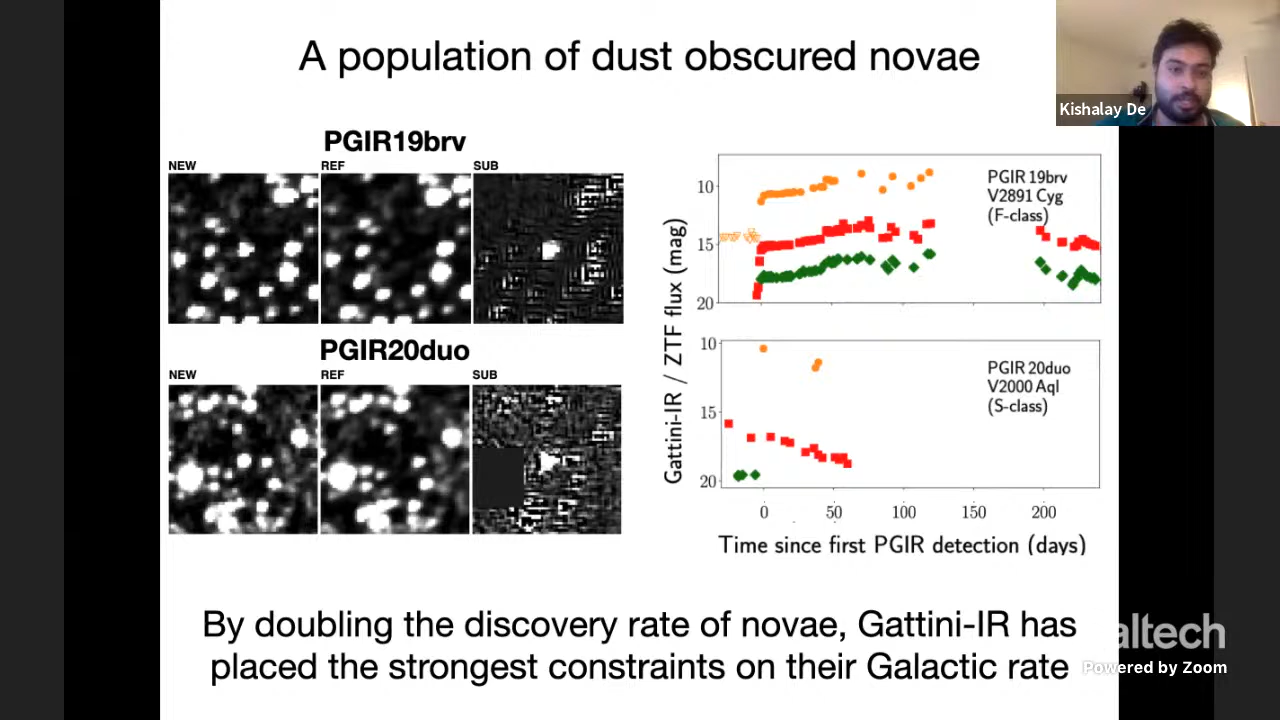 A population of dust obscured novae
Kishalay De
PGIR19brv
NEW REF SUB
PGIR20duo
NEW REF SUB
Gattini-IR / ZTF flux (mag)
10
15
20
PGIR 19brv
V2891 Cyg
(F-class)
10
15
20
PGIR 20duo
V2000 Aql
(S-class)
0 50 100 150 200
Time since first PGIR detection (days)
By doubling the discovery rate of novae, Gattini-IR has
placed the strongest constraints on their Galactic rate
altech
Powered by Zoom